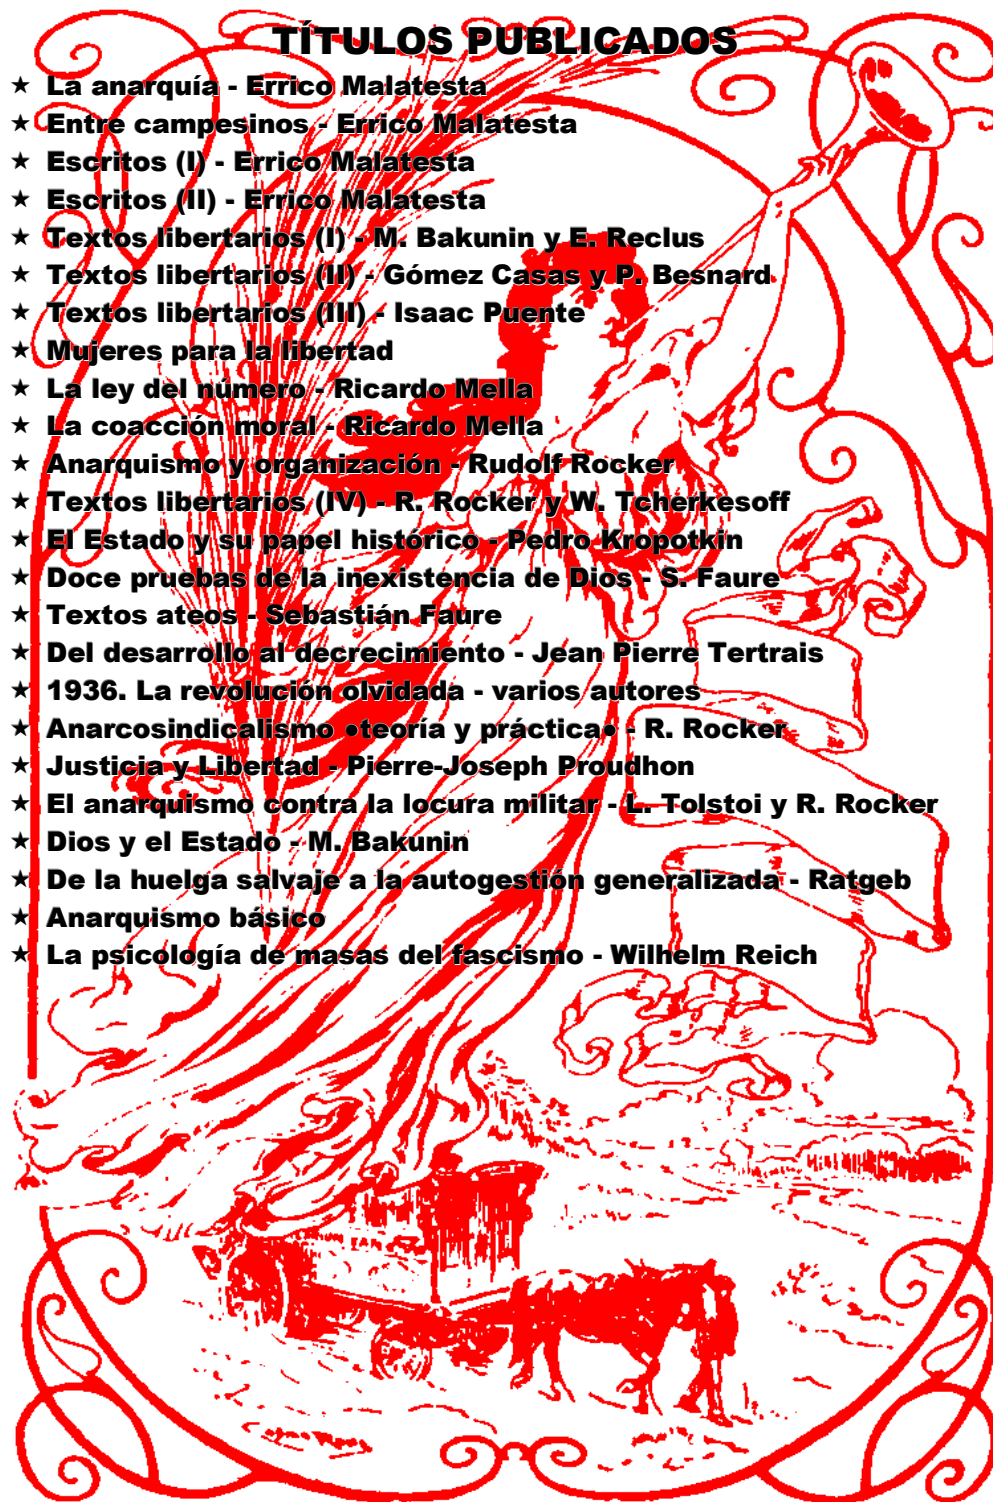 TÍTULOS PUBLICADOS
★ La anarquía - Errico Malatesta
★ Entre campesinos - Errico Malatesta
★ Escritos (I) - Errico Malatesta
★ Escritos (II) - Errico Malatesta
★ Textos libertarios (I) - M. Bakunin y E. Reclus
★ Textos libertarios (II) - Gómez Casas y P. Besnard
★ Textos libertarios (III) - Isaac Puente
★ Mujeres para la libertad
★ La ley del número - Ricardo Mella
★ La coacción moral - Ricardo Mella
★ Anarquismo y organización - Rudolf Rocker
★ Textos libertarios (IV) - R. Rocker y W. Tcherkesoff
★ El Estado y su papel histórico - Pedro Kropotkin
★ Doce pruebas de la inexistencia de Dios - S. Faure
★ Textos ateos - Sebastián Faure
★ Del desarrollo al decrecimiento - Jean Pierre Tertrais
★ 1936. La revolución olvidada - varios autores
★ Anarcosindicalismo ●teoría y práctica● - R. Rocker
★ Justicia y Libertad - Pierre-Joseph Proudhon
★ El anarquismo contra la locura militar - L. Tolstoi y R. Rocker
★ Dios y el Estado - M. Bakunin
★ De la huelga salvaje a la autogestión generalizada - Ratgeb
★ Anarquismo básico
★ La psicología de masas del fascismo - Wilhelm Reich